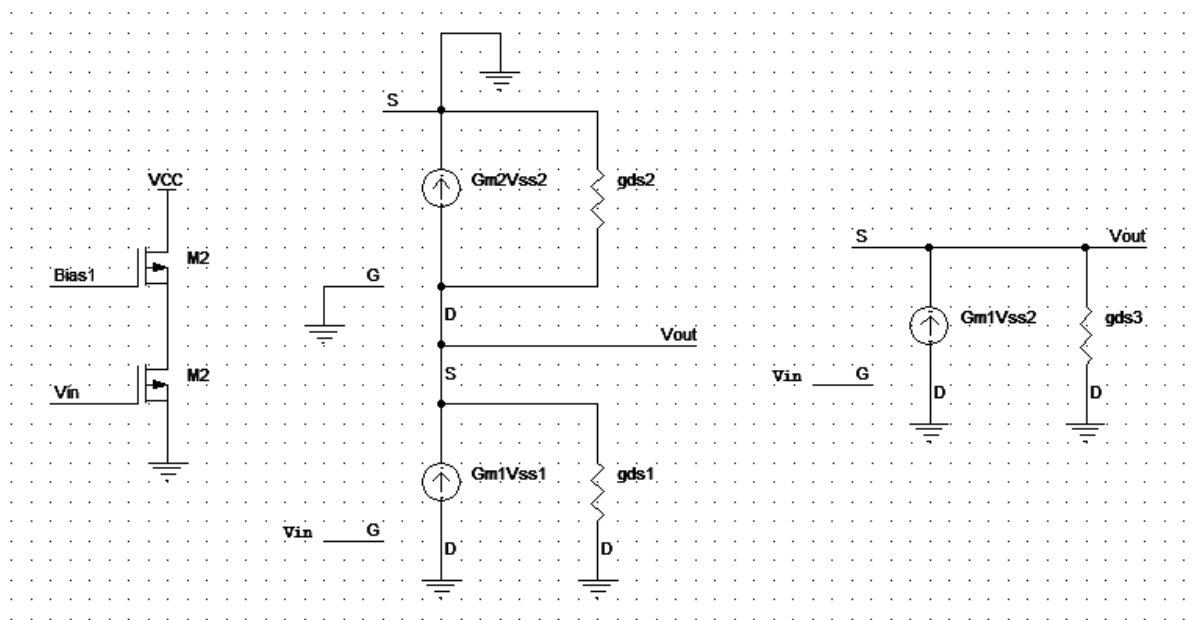 VCC
M2
Bias1
M2
Vin
S
Gm2Vss2
gds2
G
D
Vout
S
Gm1Vss1
gds1
Vin
G
D
D
S
Vout
Gm1Vss2
gds3
Vin
G
D
D